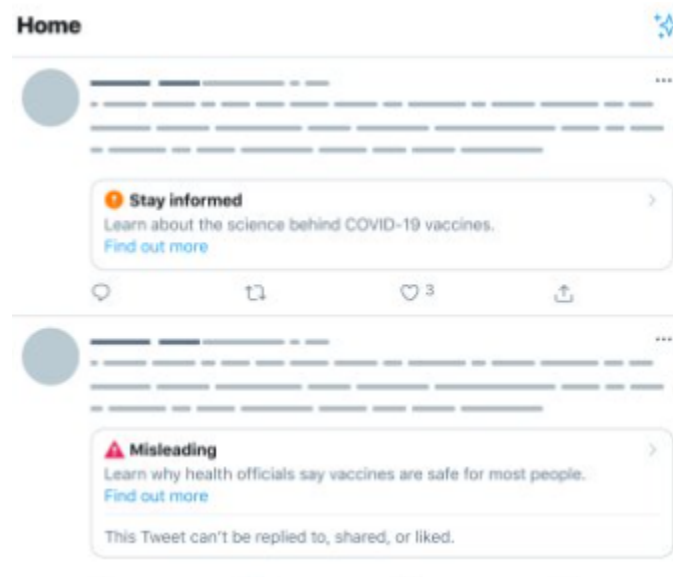 Home
Stay informed
Learn about the science behind COVID-19 vaccines.
Find out more
3
Misleading
Learn why health officials say vaccines are safe for most people.
Find out more
This Tweet can't be replied to, shared, or liked.